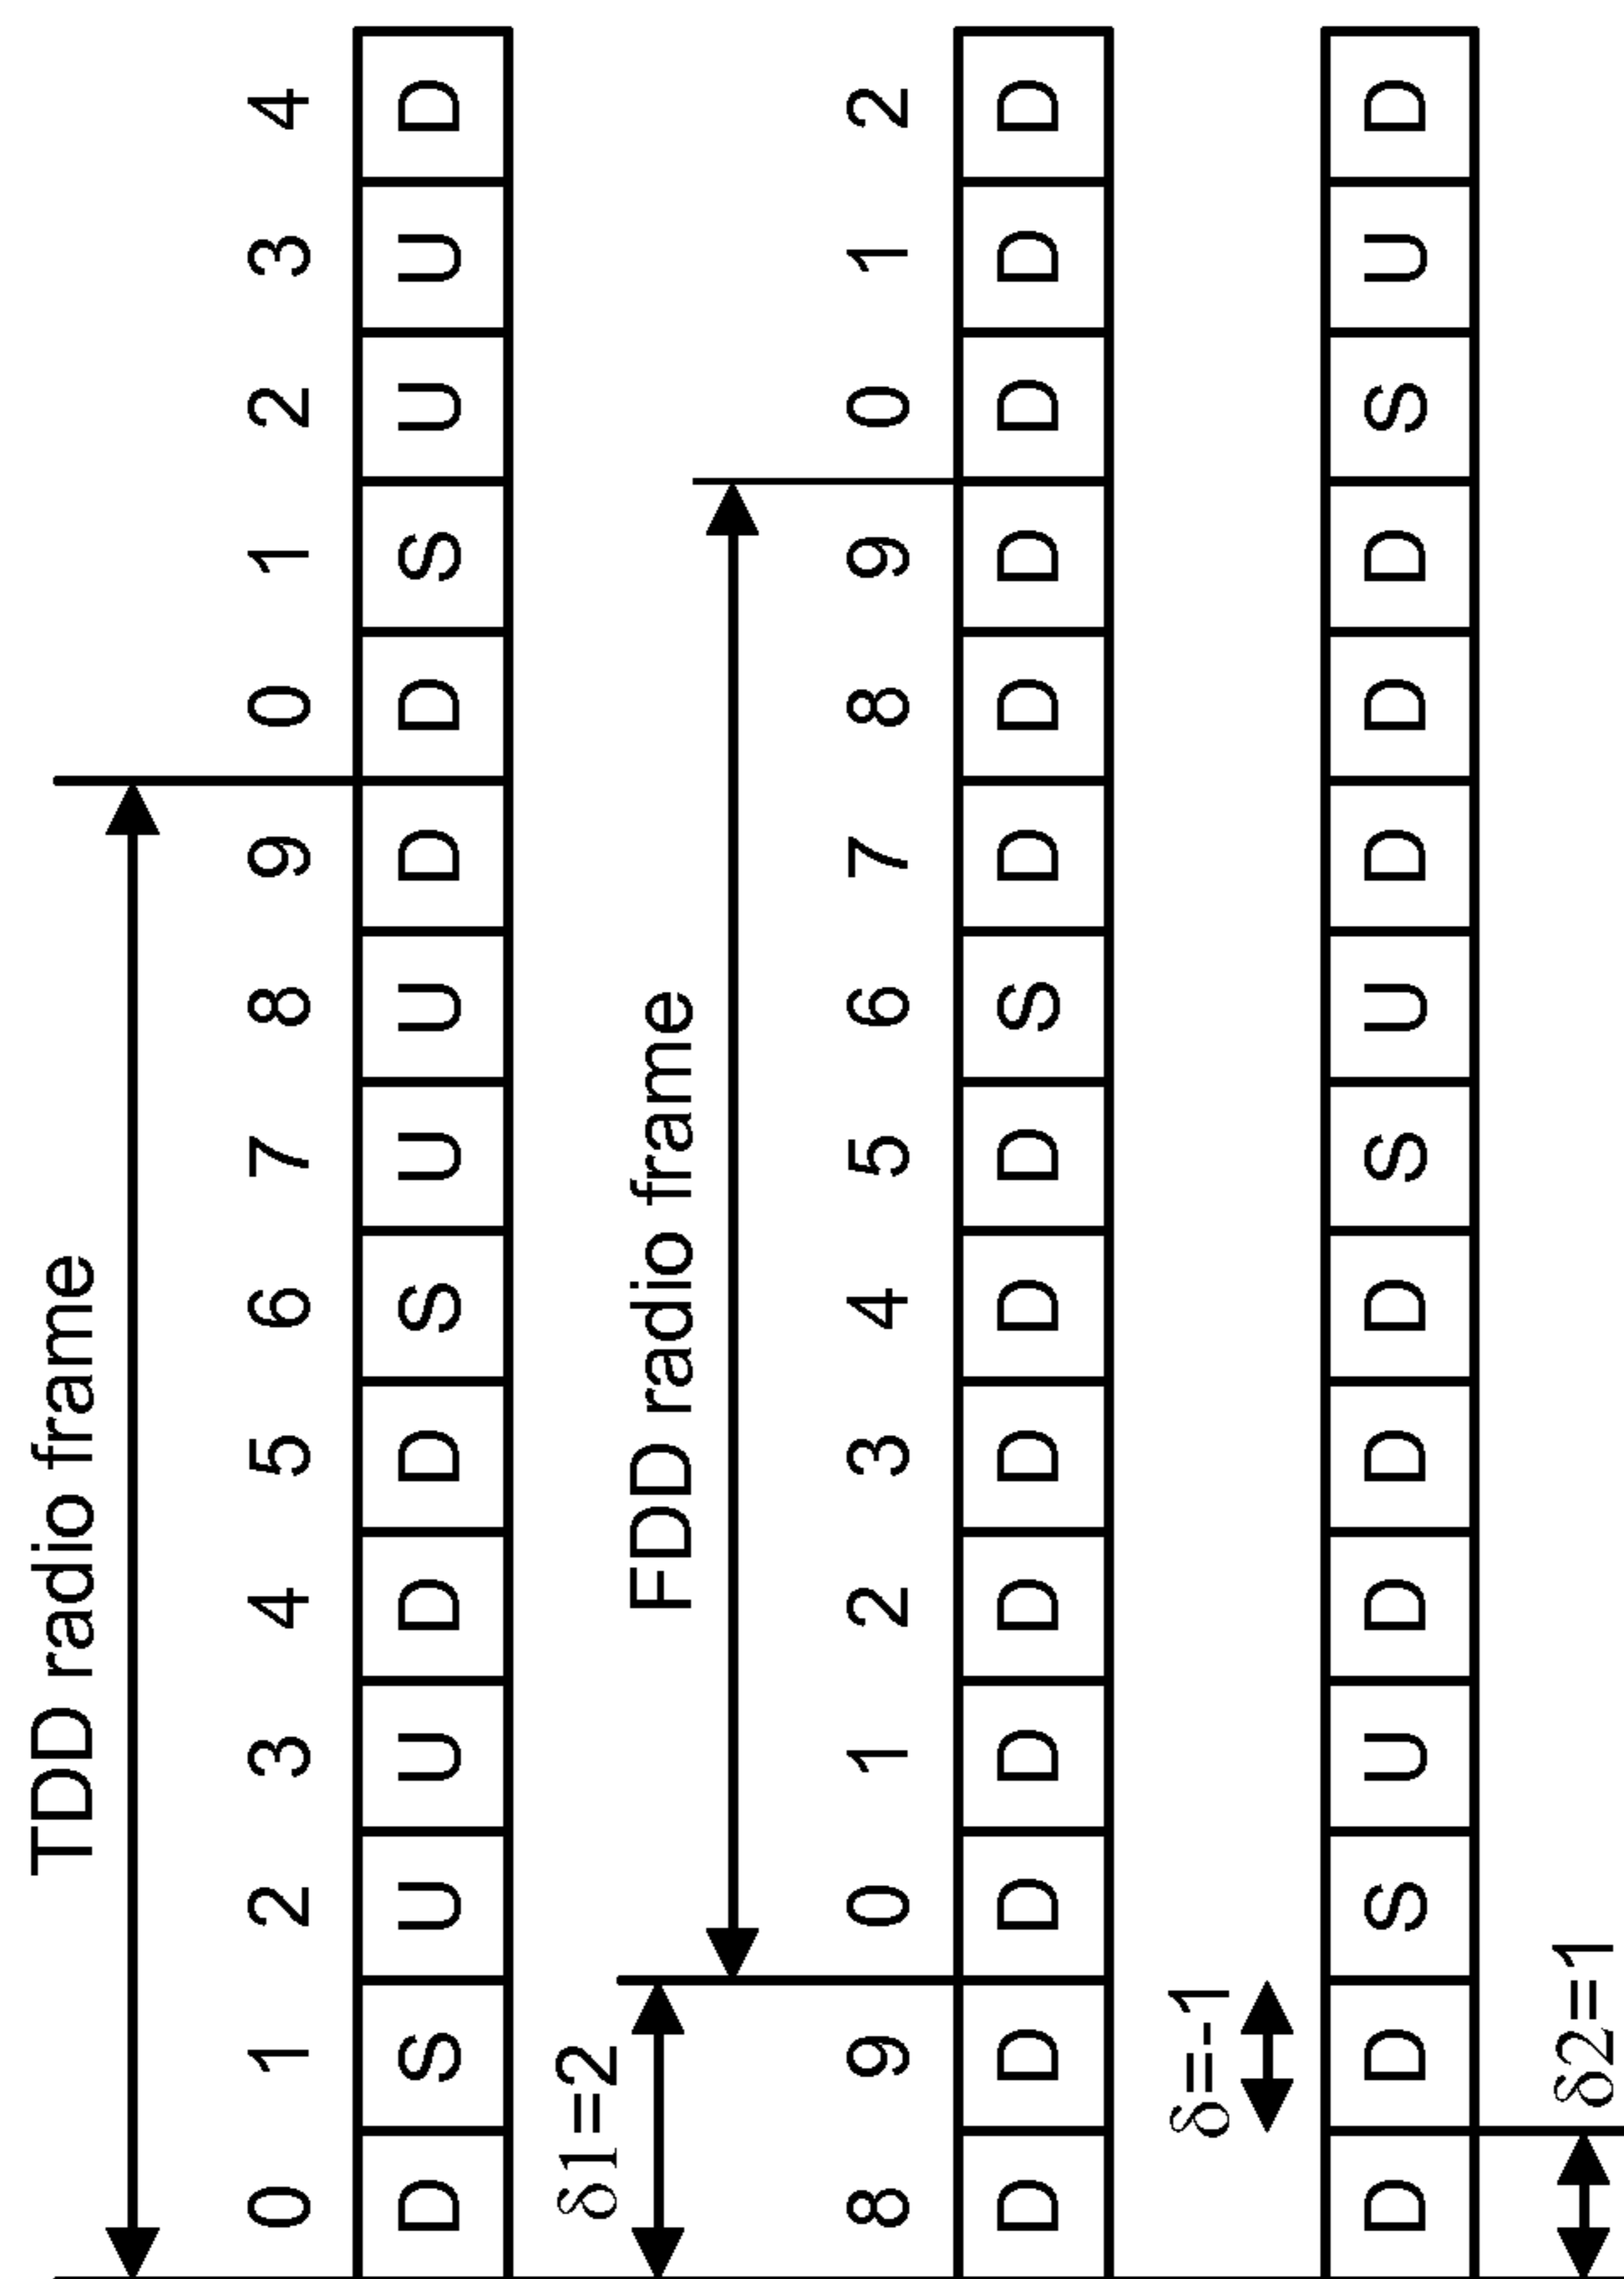 TDD radio frame
0 1 2 3 4 5 6 7 8 9 0 1 2 3 4
D S U U D D S U U D D S U U D
δ1=2
FDD radio frame
8 9 0 1 2 3 4 5 6 7 8 9 0 1 2
D D D D D D D D S D D D D D D
δ=-1
D D S U D D D S U D D D S U D
δ2=1